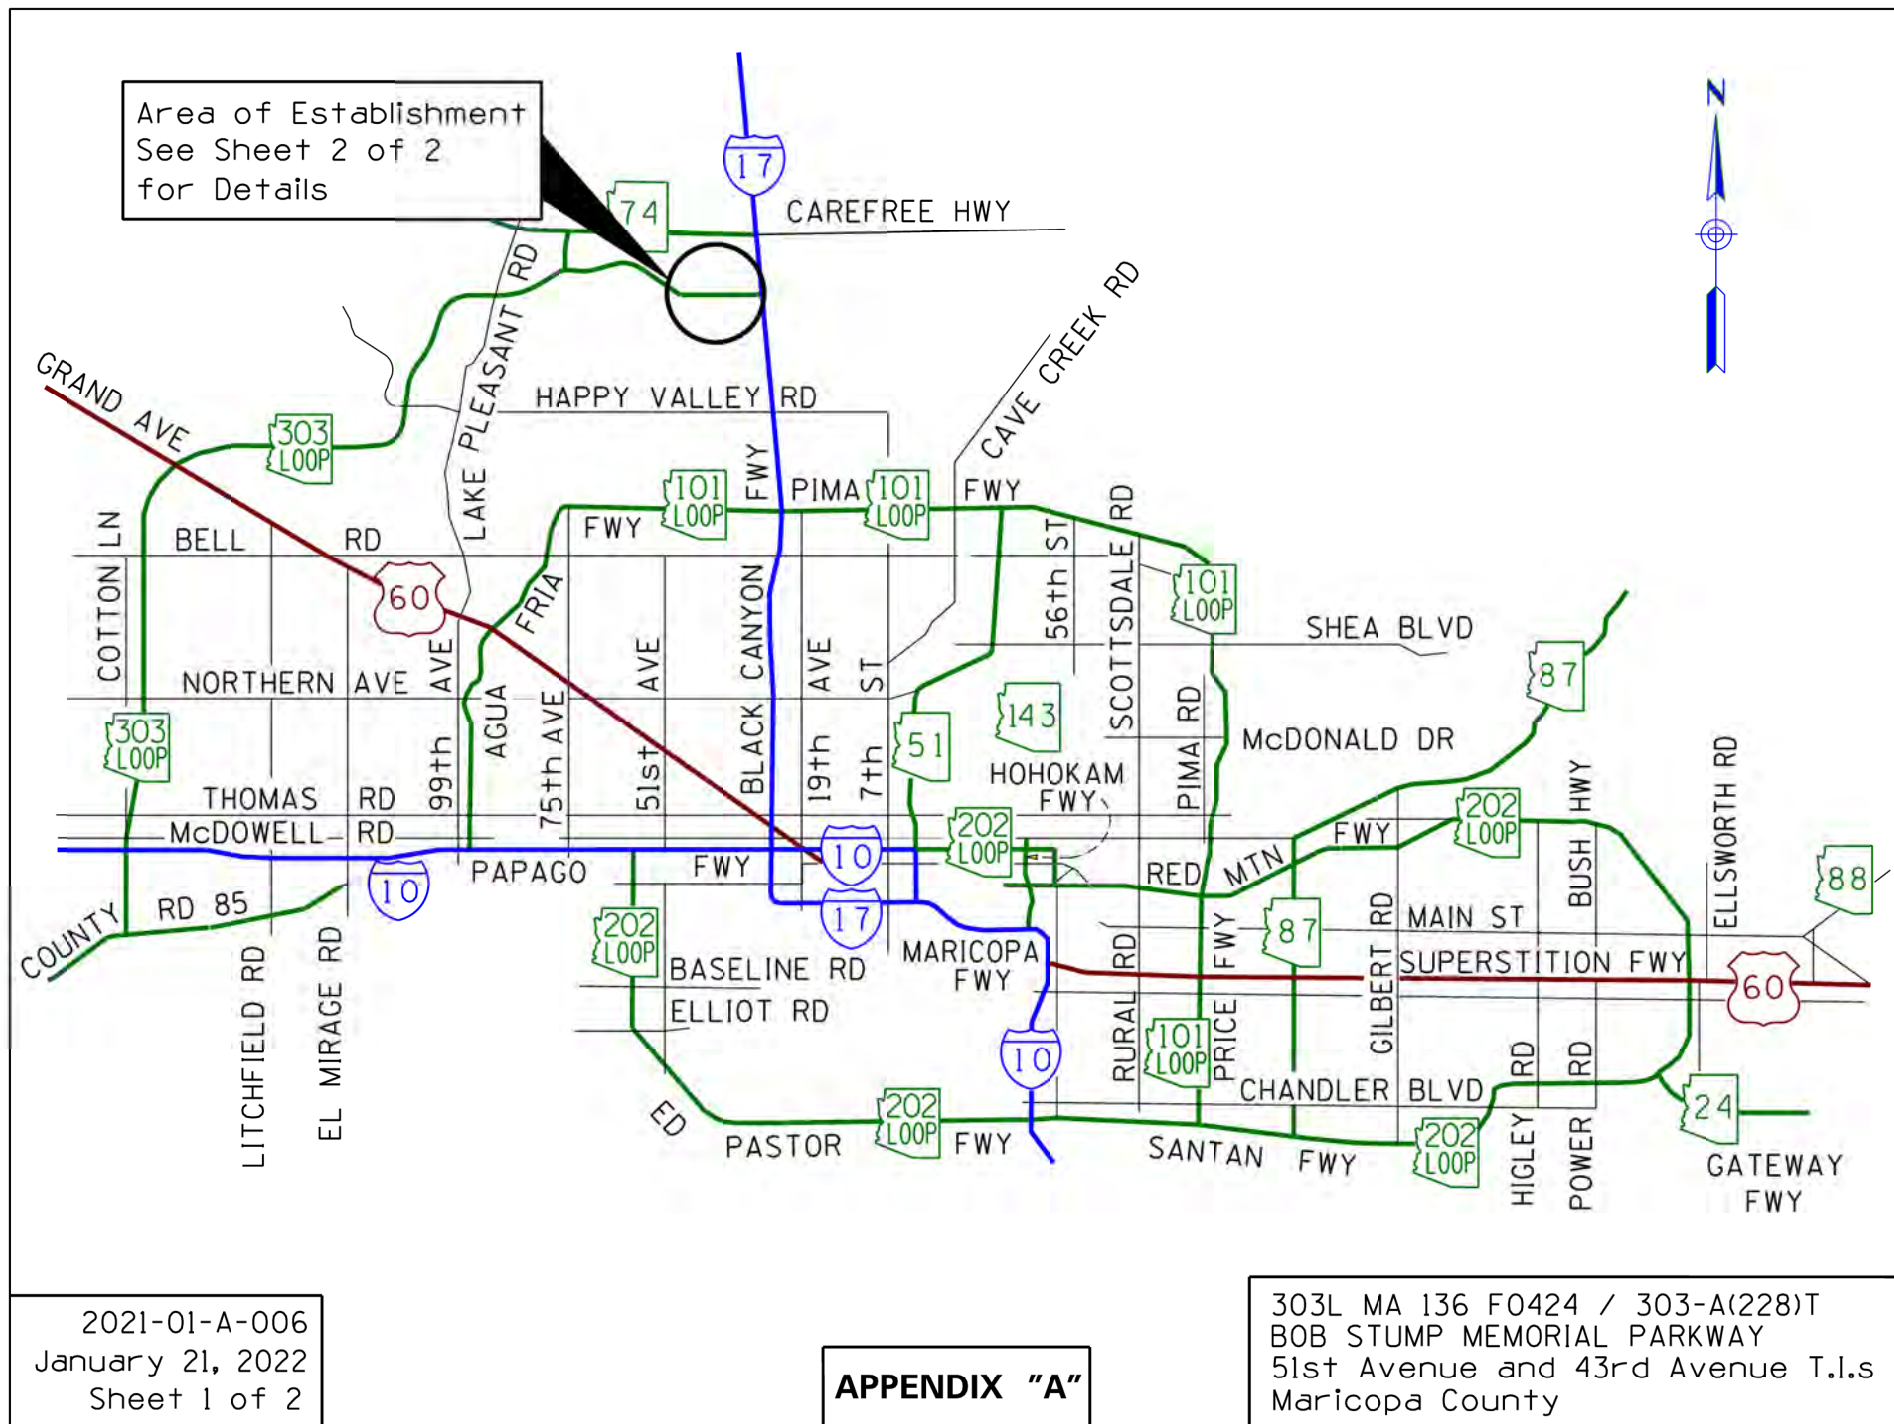 Area of Establishment
See Sheet 2 of 2
for Details
N
17
74
CAREFREE HWY
LAKE PLEASANT RD
CAVE CREEK RD
GRAND AVE
HAPPY VALLEY RD
303
LOOP
101
LOOP
FWY
PIMA
101
LOOP
FWY
FWY
COTTON LN
BELL RD
SCOTTSDALE RD
56th ST
60
FRIA
BLACK CANYON
101
LOOP
SHEA BLVD
NORTHERN AVE
99th AVE
AGUA
75th AVE
51st AVE
19th AVE
7th ST
87
143
PIMA RD
303
LOOP
51
McDONALD DR
HOHOKAM
FWY
BUSH HWY
ELLSWORTH RD
THOMAS RD
McDOWELL RD
202
LOOP
202
LOOP
FWY
10
PAPAGO
FWY
10
RED MTN
88
COUNTY RD 85
202
LOOP
17
87
MAIN ST
MARICOPA
FWY
SUPERSTITION FWY
60
LITCHFIELD RD
EL MIRAGE RD
BASELINE RD
ELLIOT RD
RURAL RD
PRICE FWY
GILBERT RD
10
101
LOOP
CHANDLER BLVD
HIGLEY RD
POWER RD
24
ED
PASTOR
202
LOOP
FWY
SANTAN FWY
202
LOOP
GATEWAY
FWY
2021-01-A-006
January 21, 2022
Sheet 1 of 2
APPENDIX "A"
303L MA 136 F0424 / 303-A(228)T
BOB STUMP MEMORIAL PARKWAY
51st Avenue and 43rd Avenue T.I.s
Maricopa County